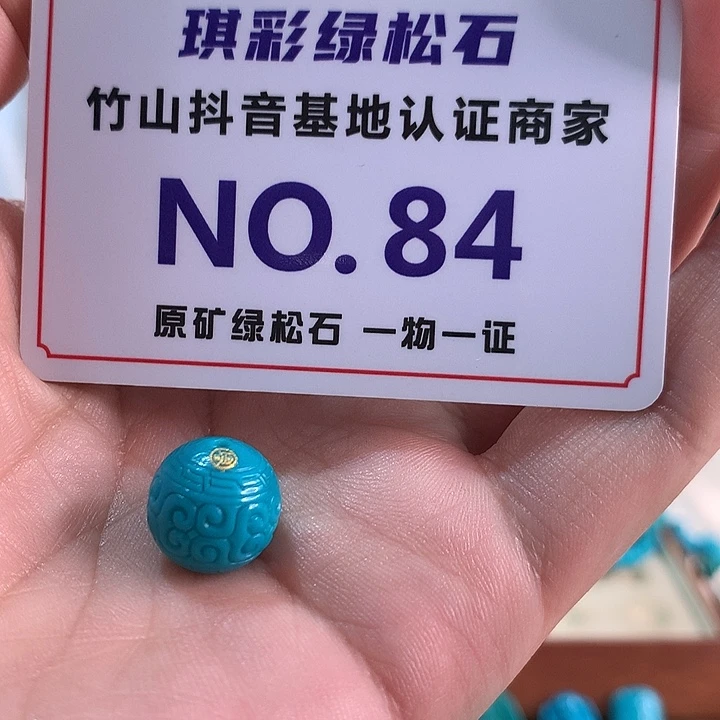 琪彩绿松石
竹山抖音基地认证商家
NO.84
原矿绿松石 一物一证